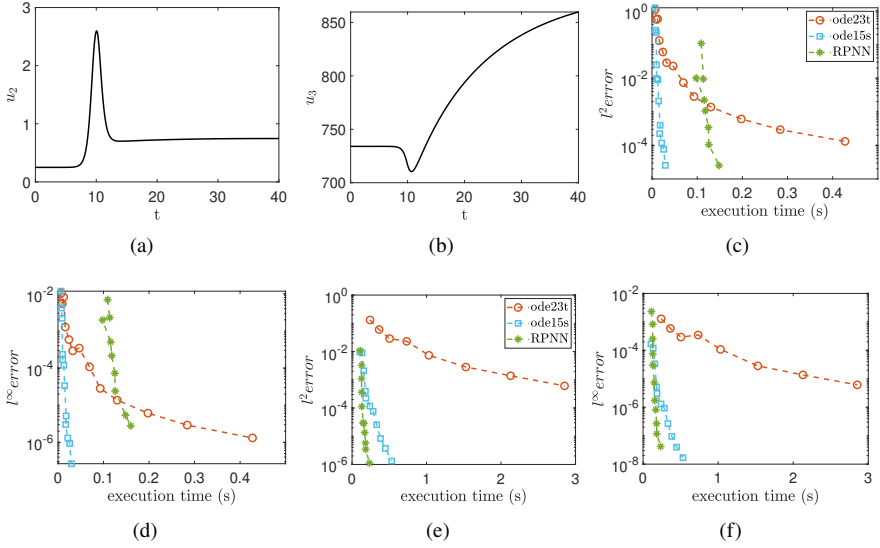 3
2
1
0
u2
0 10 20 30 40
t
(a)
850
800
750
700
u3
0 10 20 30 40
t
(b)
10^0
10^-2
10^-4
l^2 error
ode23t
ode15s
RPNN
0 0.1 0.2 0.3 0.4
execution time (s)
(c)
10^-2
10^-4
10^-6
l^∞ error
0 0.1 0.2 0.3 0.4
execution time (s)
(d)
10^0
10^-2
10^-4
10^-6
l^2 error
ode23t
ode15s
RPNN
0 1 2 3
execution time (s)
(e)
10^0
10^-2
10^-4
10^-6
10^-8
l^∞ error
0 1 2 3
execution time (s)
(f)